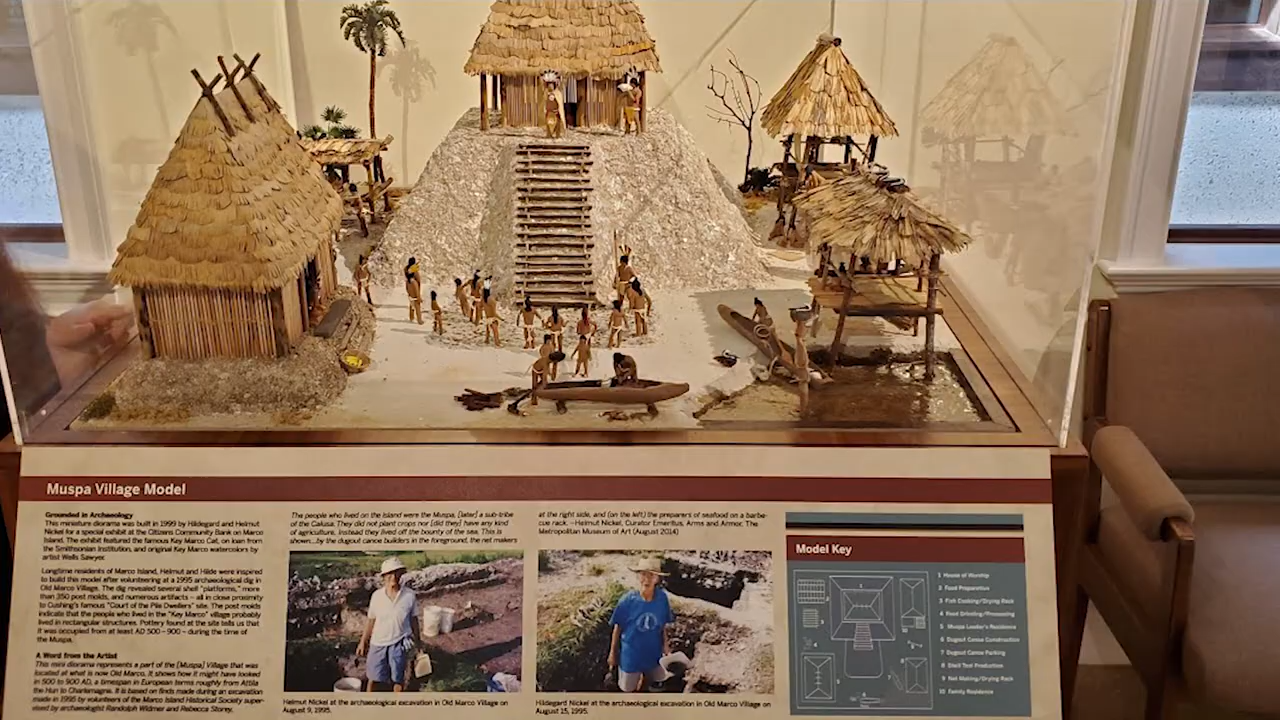 Muspa Village Model
Grounded in Archaeology
This miniature diorama was built in 1999 by Hildegard and Helmut
Nickel for a special exhibit at the Citizens Community Bank on Marco
Island. The exhibit featured the famous Key Marco Cat, on loan from
the Smithsonian Institution, and original Key Marco watercolors by
artist Wells Sawyer.
Longtime residents of Marco Island, Helmut and Hilde were inspired
to build this model after volunteering at a 1995 archaeological dig in
Old Marco Village. The dig revealed several shell "platforms," more
than 350 post molds, and numerous artifacts – all in close proximity
to Cushing's famous "Court of the Pile Dwellers" site. The post molds
indicate that the people who lived in the "Key Marco" village probably
lived in rectangular structures. Pottery found at the site tells us that
it was occupied from at least AD 500 – 900 – during the time of
the Muspa.
A Word from the Artist
This mini diorama represents a part of the [Muspa] Village that was
located at what is now Old Marco. It shows how it might have looked
in 500 to 900 AD, a timespan in European terms roughly from Attila
the Hun to Charlemagne. It is based on finds made during an excavation
made in 1995 by volunteers of the Marco Island Historical Society super-
vised by archaeologist Randolph Widmer and Rebecca Storey.
The people who lived on the island were the Muspa, [later] a sub-tribe
of the Calusa. They did not plant crops nor [did they] have any kind
of agriculture, instead they lived off the bounty of the sea. This is
shown...by the dugout canoe builders in the foreground, the net makers
at the right side, and (on the left) the preparers of seafood on a barbe-
cue rack. – Helmut Nickel, Curator Emeritus, Arms and Armor, The
Metropolitan Museum of Art (August 2014)
Helmut Nickel at the archaeological excavation in Old Marco Village on
August 9, 1995.
Hildegard Nickel at the archaeological excavation in Old Marco Village on
August 15, 1995.
Model Key
1 House of Worship
2 Food Preparation
3 Fish Cooking/Drying Rack
4 Food Grinding/Processing
5 Muspa Leader's Residence
6 Dugout Canoe Construction
7 Dugout Canoe Parking
8 Shell Tool Production
9 Net Making/Drying Rack
10 Family Residence